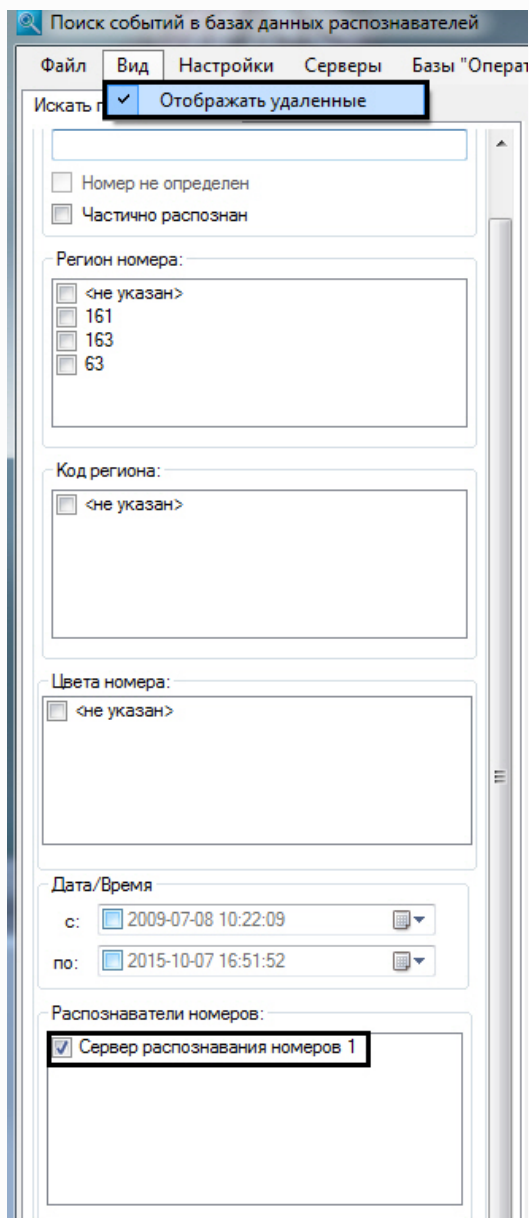 Поиск событий в базах данных распознавателей
Файл Вид Настройки Серверы Базы "Операт
Искать
Отображать удаленные
Номер не определен
Частично распознан
Регион номера:
<не указан>
161
163
63
Код региона:
<не указан>
Цвета номера:
<не указан>
Дата/Время
с: 2009-07-08 10:22:09
по: 2015-10-07 16:51:52
Распознаватели номеров:
Сервер распознавания номеров 1